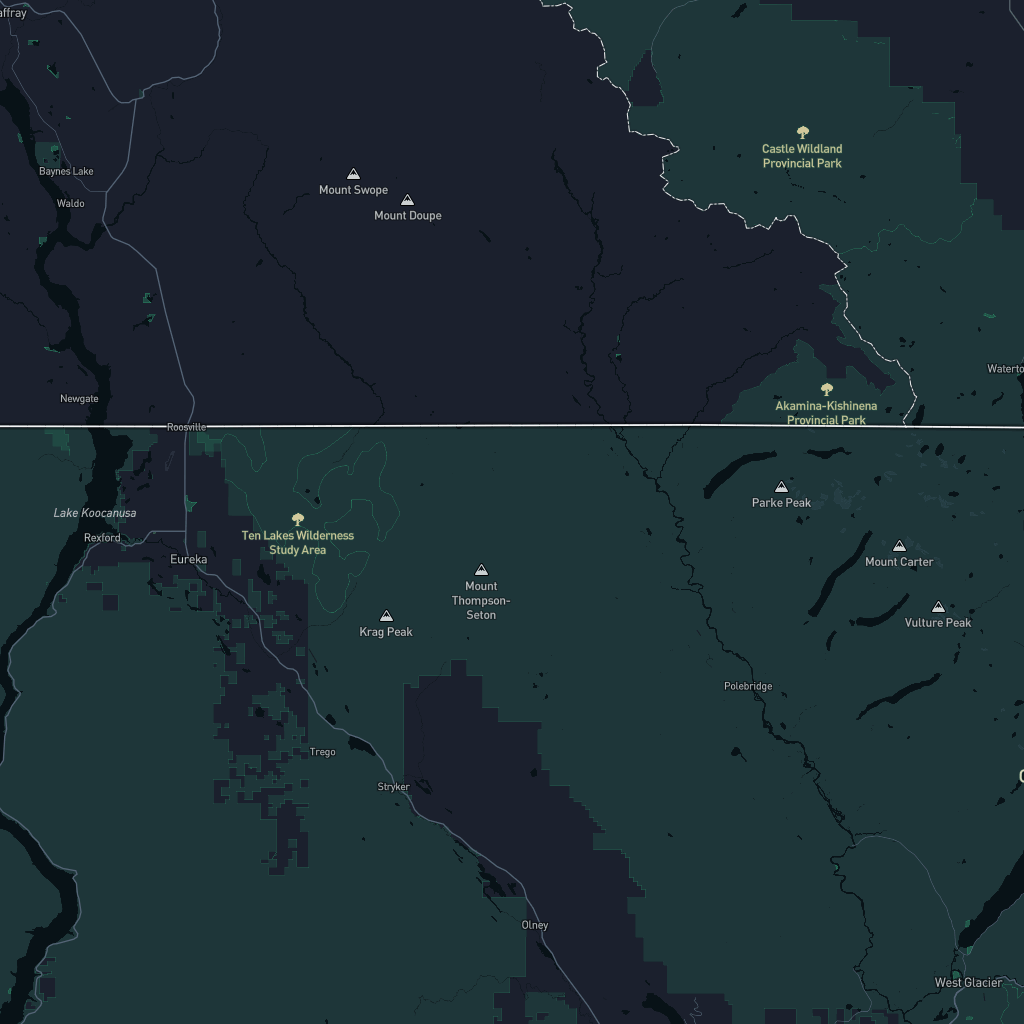 affray
Castle Wildland
Provincial Park
Baynes Lake
Mount Swope
Waldo
Mount Doupe
Waterto
Newgate
Akamina-Kishinena
Provincial Park
Roosville
Parke Peak
Lake Koocanusa
Rexford
Ten Lakes Wilderness
Study Area
Eureka
Mount Carter
Mount
Thompson-
Seton
Krag Peak
Vulture Peak
Polebridge
Trego
Stryker
Olney
West Glacier